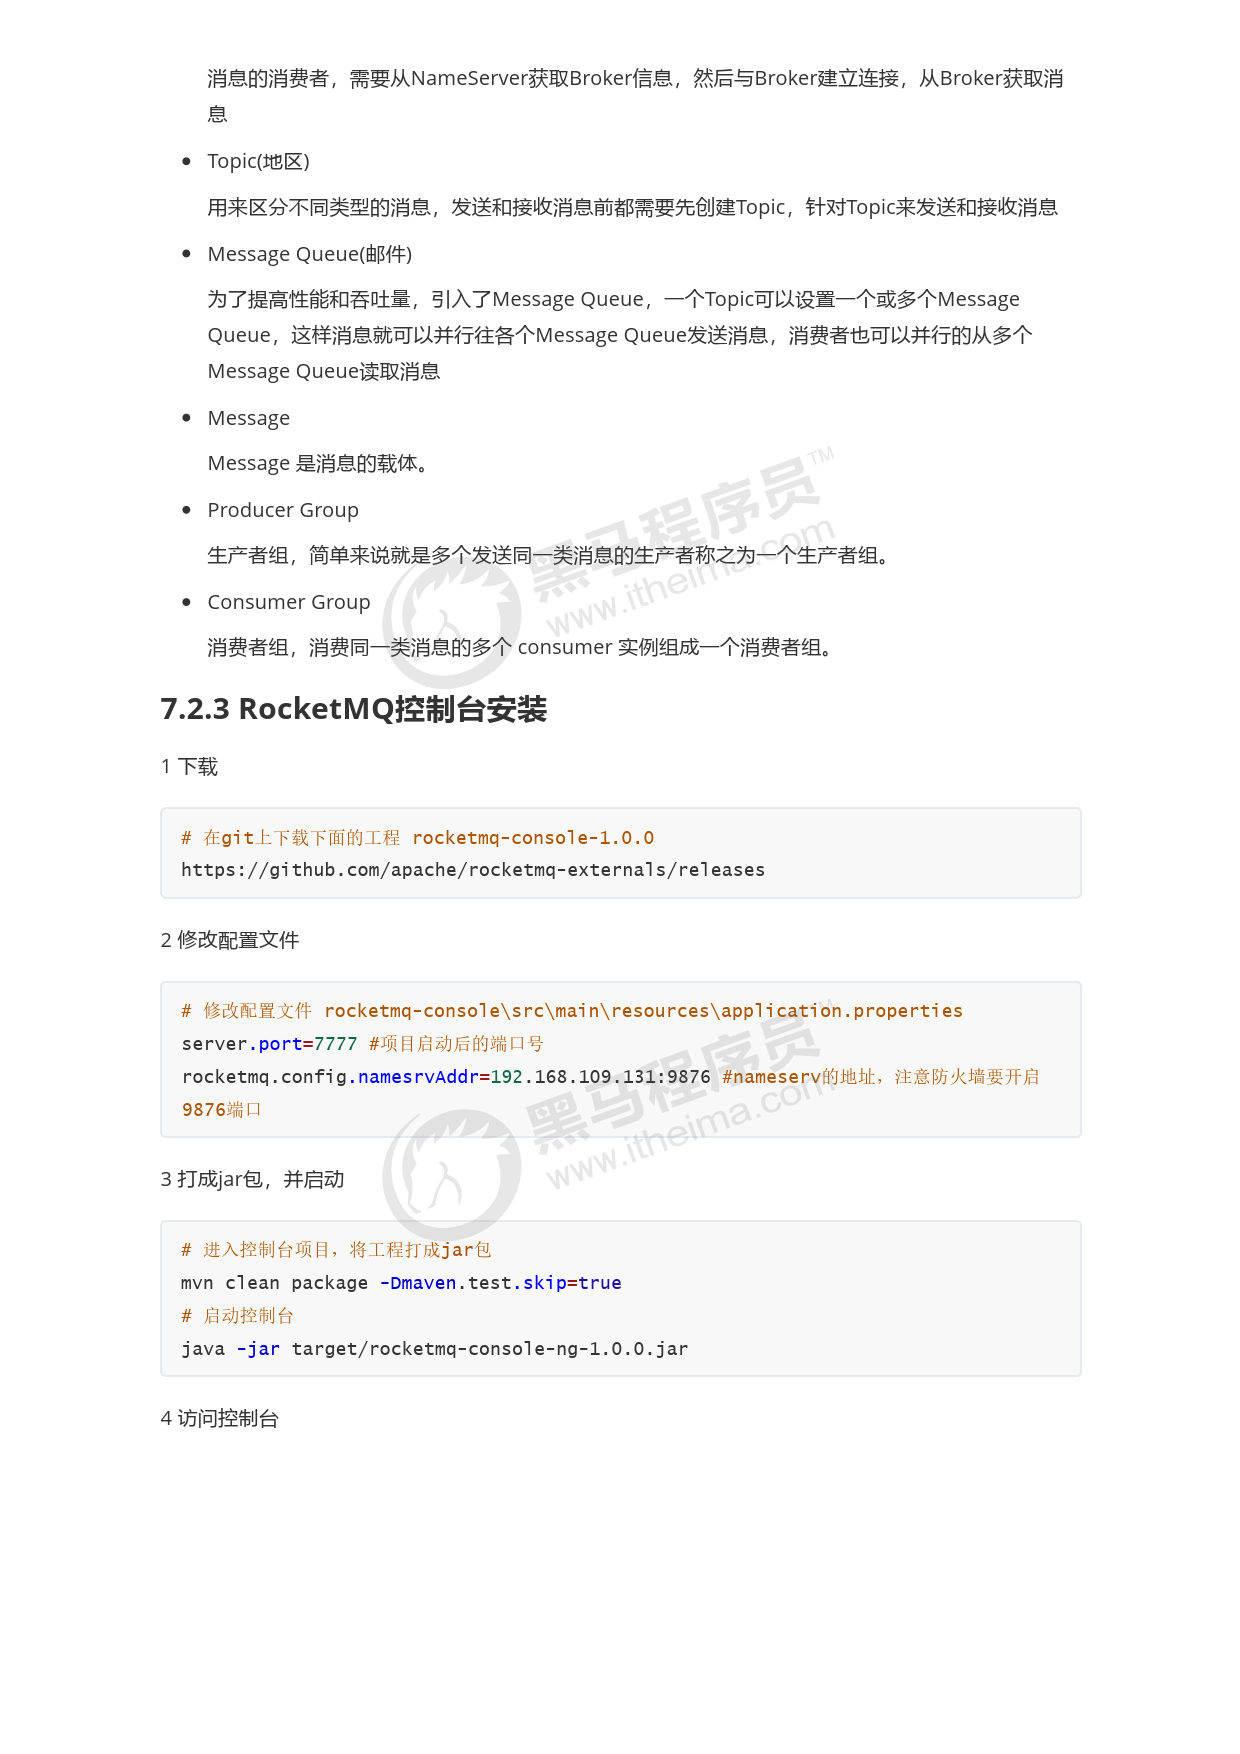 消息的消费者，需要从NameServer获取Broker信息，然后与Broker建立连接，从Broker获取消
息
Topic(地区)
用来区分不同类型的消息，发送和接收消息前都需要先创建Topic，针对Topic来发送和接收消息
Message Queue(邮件)
为了提高性能和吞吐量，引入了Message Queue，一个Topic可以设置一个或多个Message
Queue，这样消息就可以并行往各个Message Queue发送消息，消费者也可以并行的从多个
Message Queue读取消息
Message
Message 是消息的载体。
Producer Group
生产者组，简单来说就是多个发送同一类消息的生产者称之为一个生产者组。
Consumer Group
消费者组，消费同一类消息的多个 consumer 实例组成一个消费者组。
黑马程序员™
www.itheima.com
7.2.3 RocketMQ控制台安装
1 下载
# 在git上下载下面的工程 rocketmq-console-1.0.0
https://github.com/apache/rocketmq-externals/releases
2 修改配置文件
# 修改配置文件 rocketmq-console\src\main\resources\application.properties
server.port=7777 #项目启动后的端口号
rocketmq.config.namesrvAddr=192.168.109.131:9876 #nameserv的地址，注意防火墙要开启
9876端口
黑马程序员™
www.itheima.com
3 打成jar包，并启动
# 进入控制台项目，将工程打成jar包
mvn clean package -Dmaven.test.skip=true
# 启动控制台
java -jar target/rocketmq-console-ng-1.0.0.jar
4 访问控制台